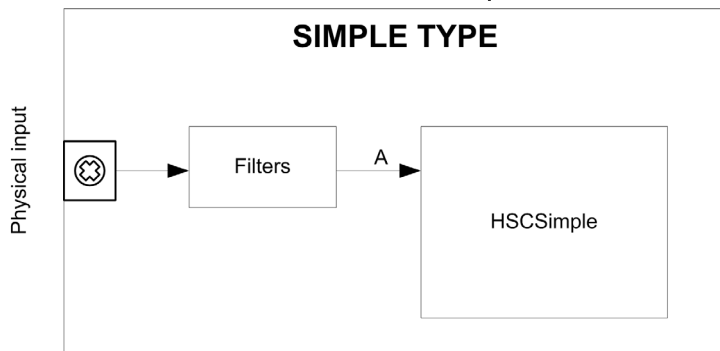 SIMPLE TYPE
Physical input
Filters
A
HSCSimple